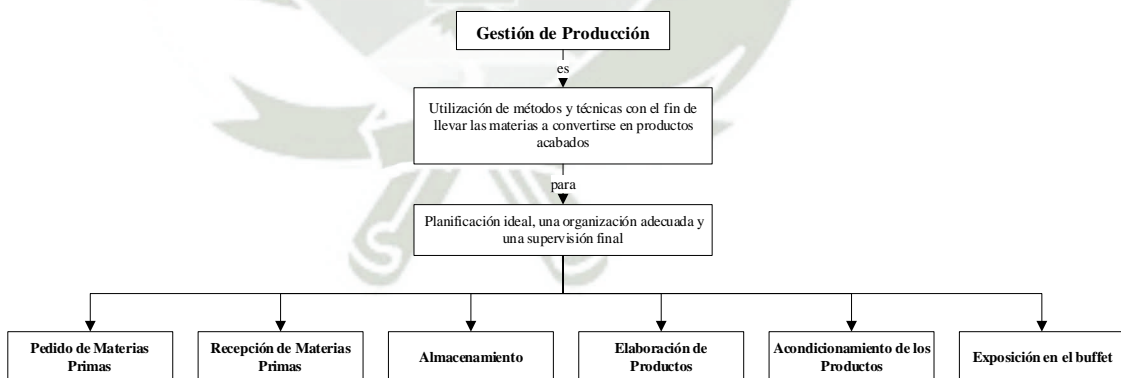 Gestión de Producción
es
Utilización de métodos y técnicas con el fin de
llevar las materias a convertirse en productos
acabados
para
Planificación ideal, una organización adecuada y
una supervisión final
Pedido de Materias
Primas
Recepción de Materias
Primas
Almacenamiento
Elaboración de
Productos
Acondicionamiento de los
Productos
Exposición en el buffet